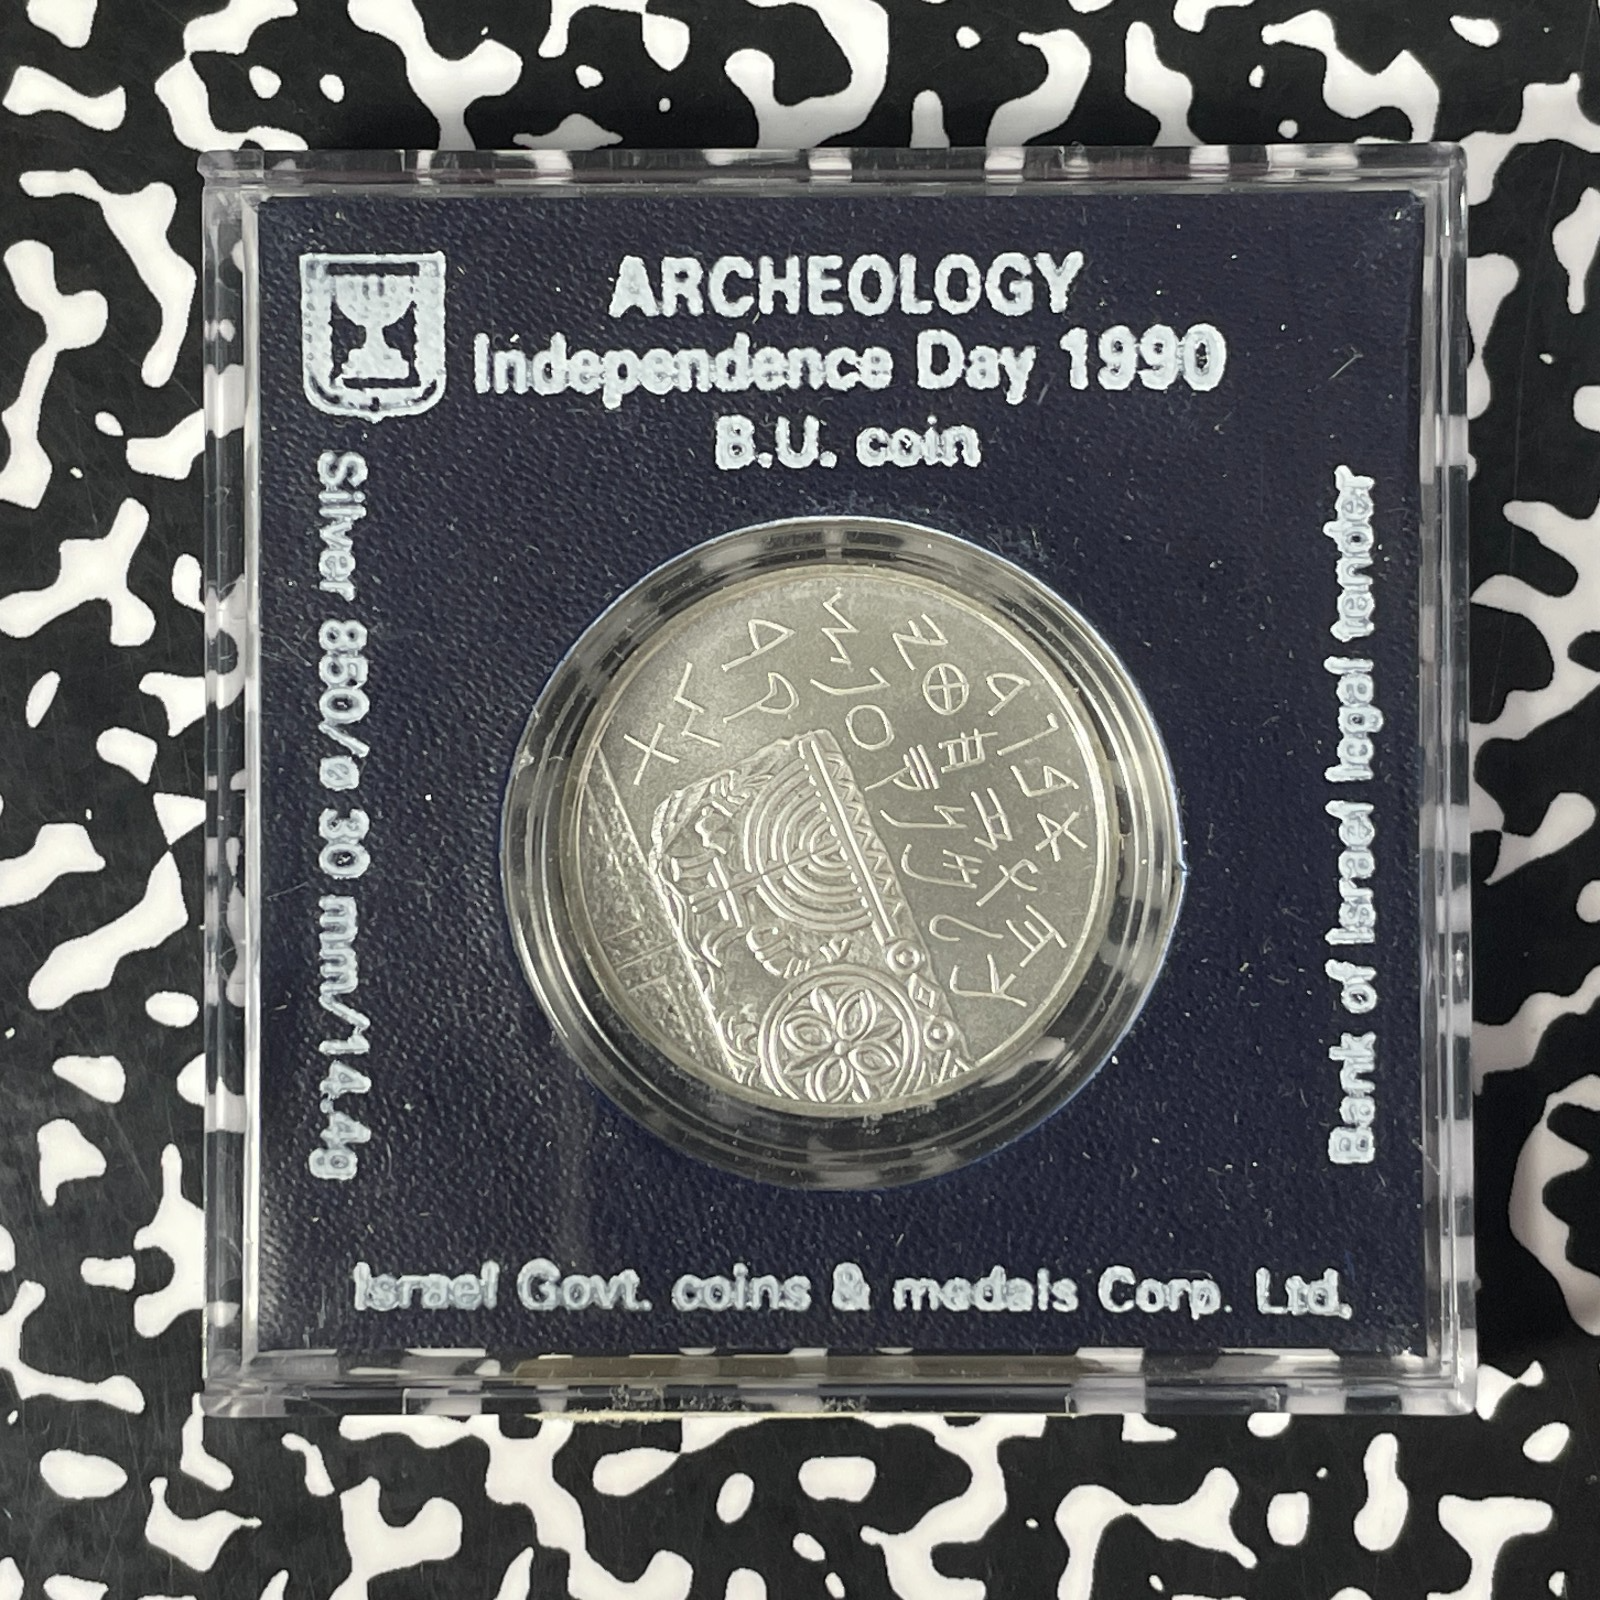 ARCHEOLOGY
Independence Day 1990
B.U. coin
Silver 850/ø 30 mm/14.4g
Bank of Israel legal tender
Israel Govt. coins & medals Corp. Ltd.